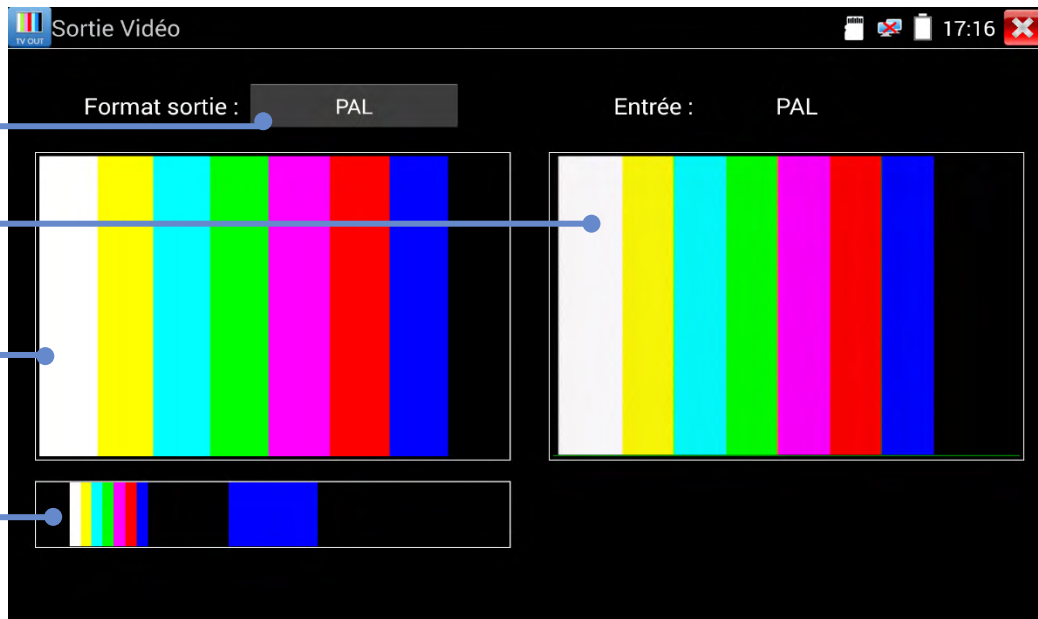 TV OUT
Sortie Vidéo
17:16
Format sortie :
PAL
Entrée :
PAL